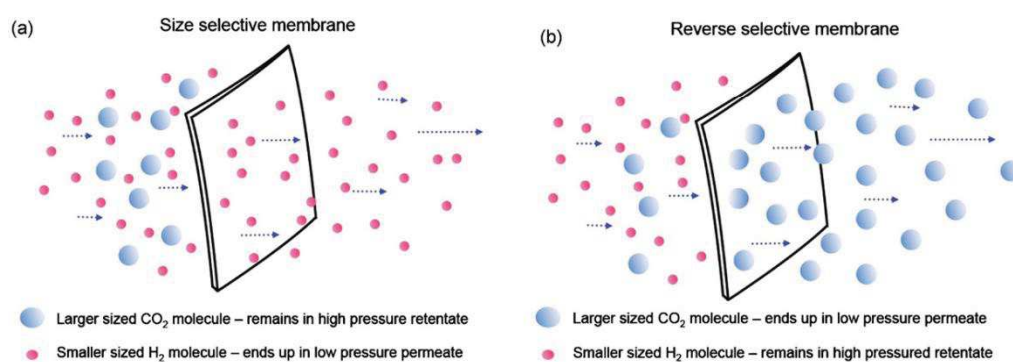 (a)
Size selective membrane
Larger sized CO₂ molecule – remains in high pressure retentate
Smaller sized H₂ molecule – ends up in low pressure permeate
(b)
Reverse selective membrane
Larger sized CO₂ molecule – ends up in low pressure permeate
Smaller sized H₂ molecule – remains in high pressured retentate